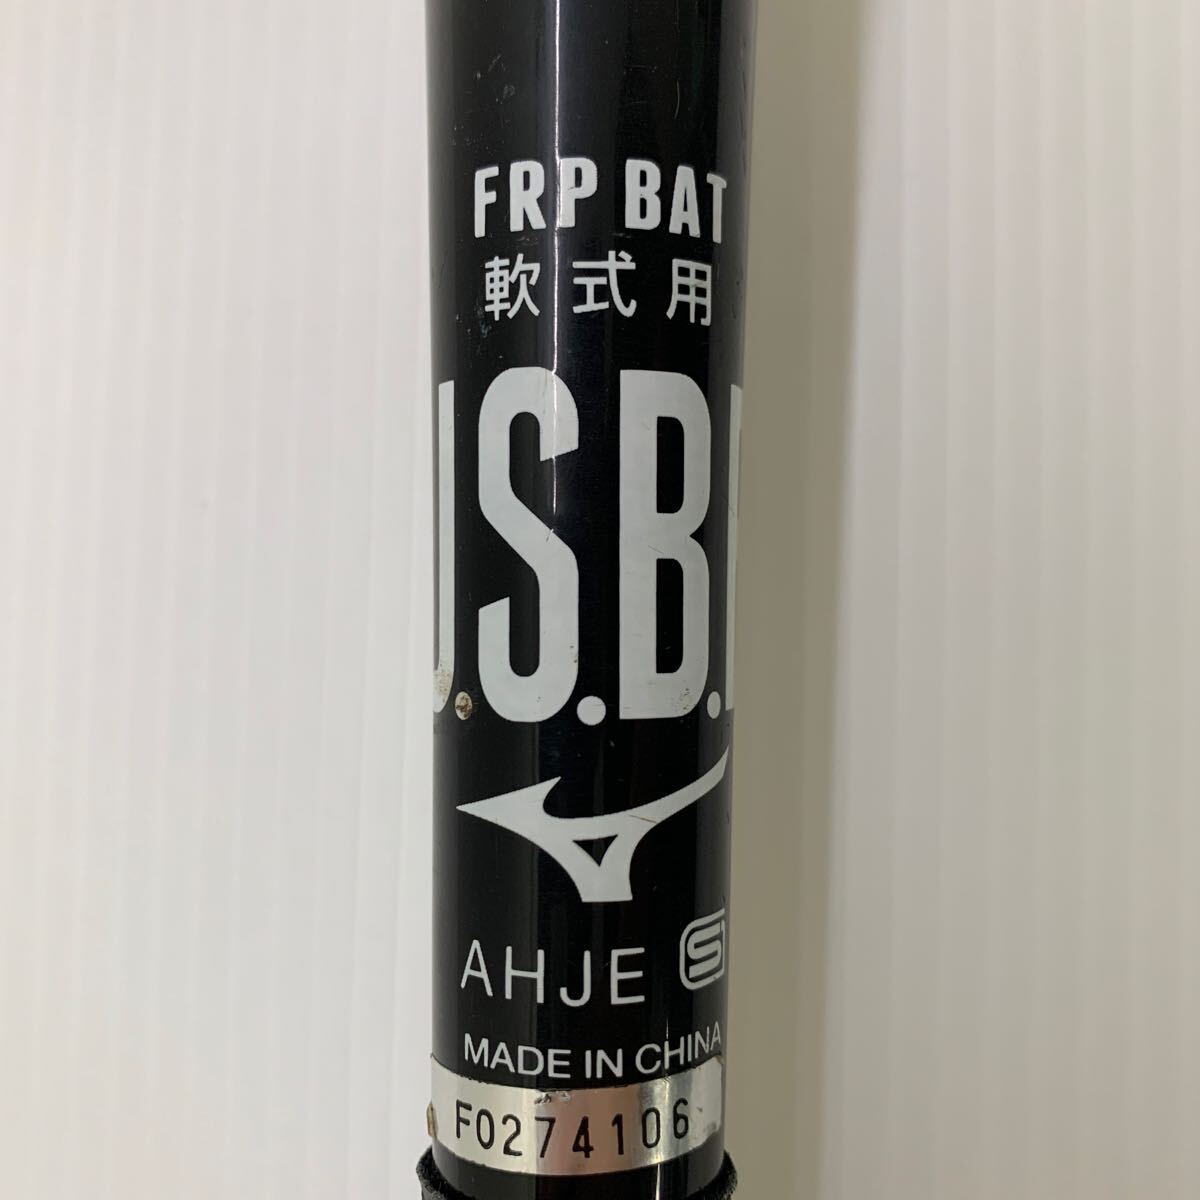 FRP BAT
軟式用
J.S.B.B
AHJE S
MADE IN CHINA
F0274106